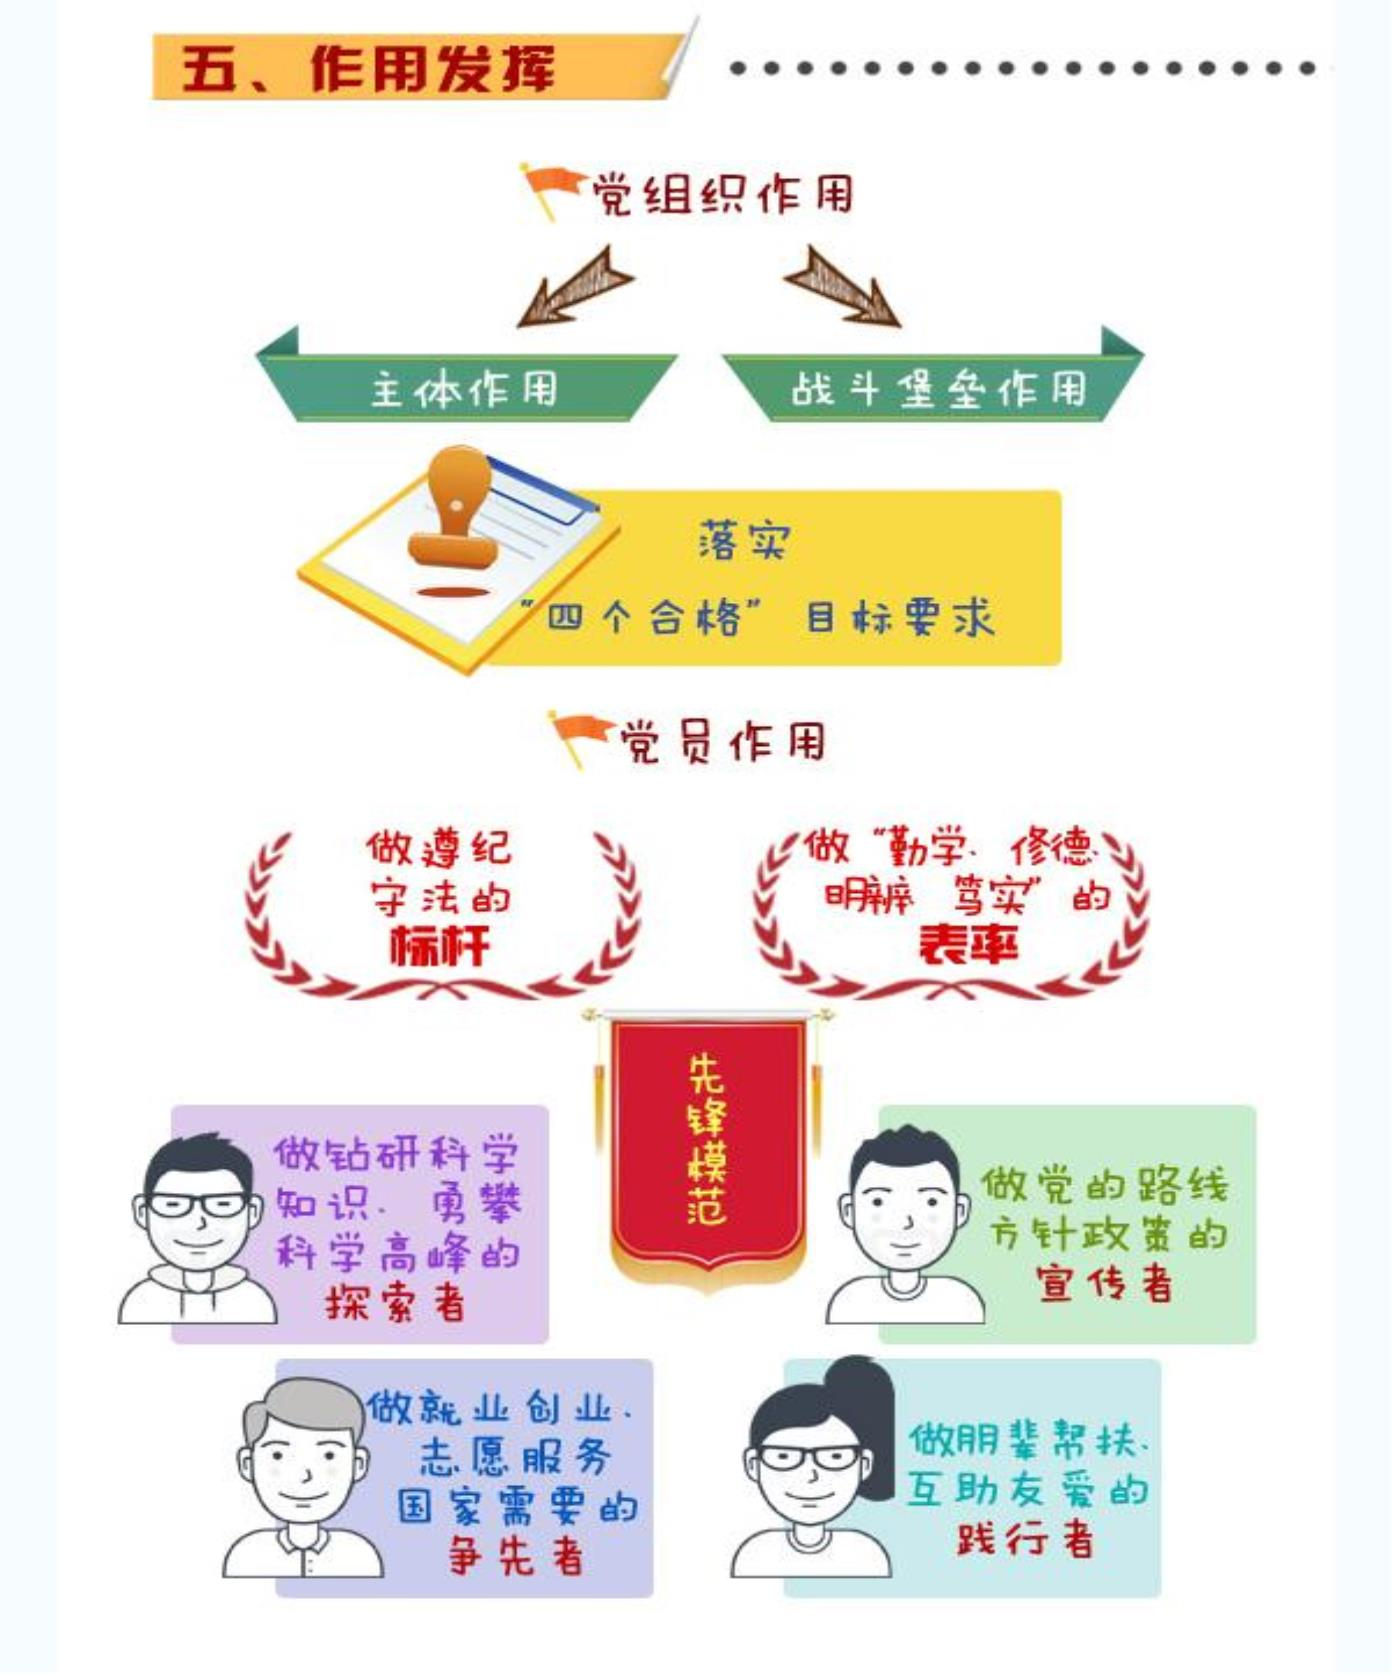 五、作用发挥
党组织作用
主体作用
战斗堡垒作用
落实
“四个合格” 目标要求
党员作用
做遵纪
守法的
标杆
做“勤学、修德、
明辨 笃实”的
表率
先锋模范
做钻研科学
知识、勇攀
科学高峰的
探索者
做党的路线
方针政策的
宣传者
做就业创业、
志愿服务
国家需要的
争先者
做朋辈帮扶、
互助友爱的
践行者